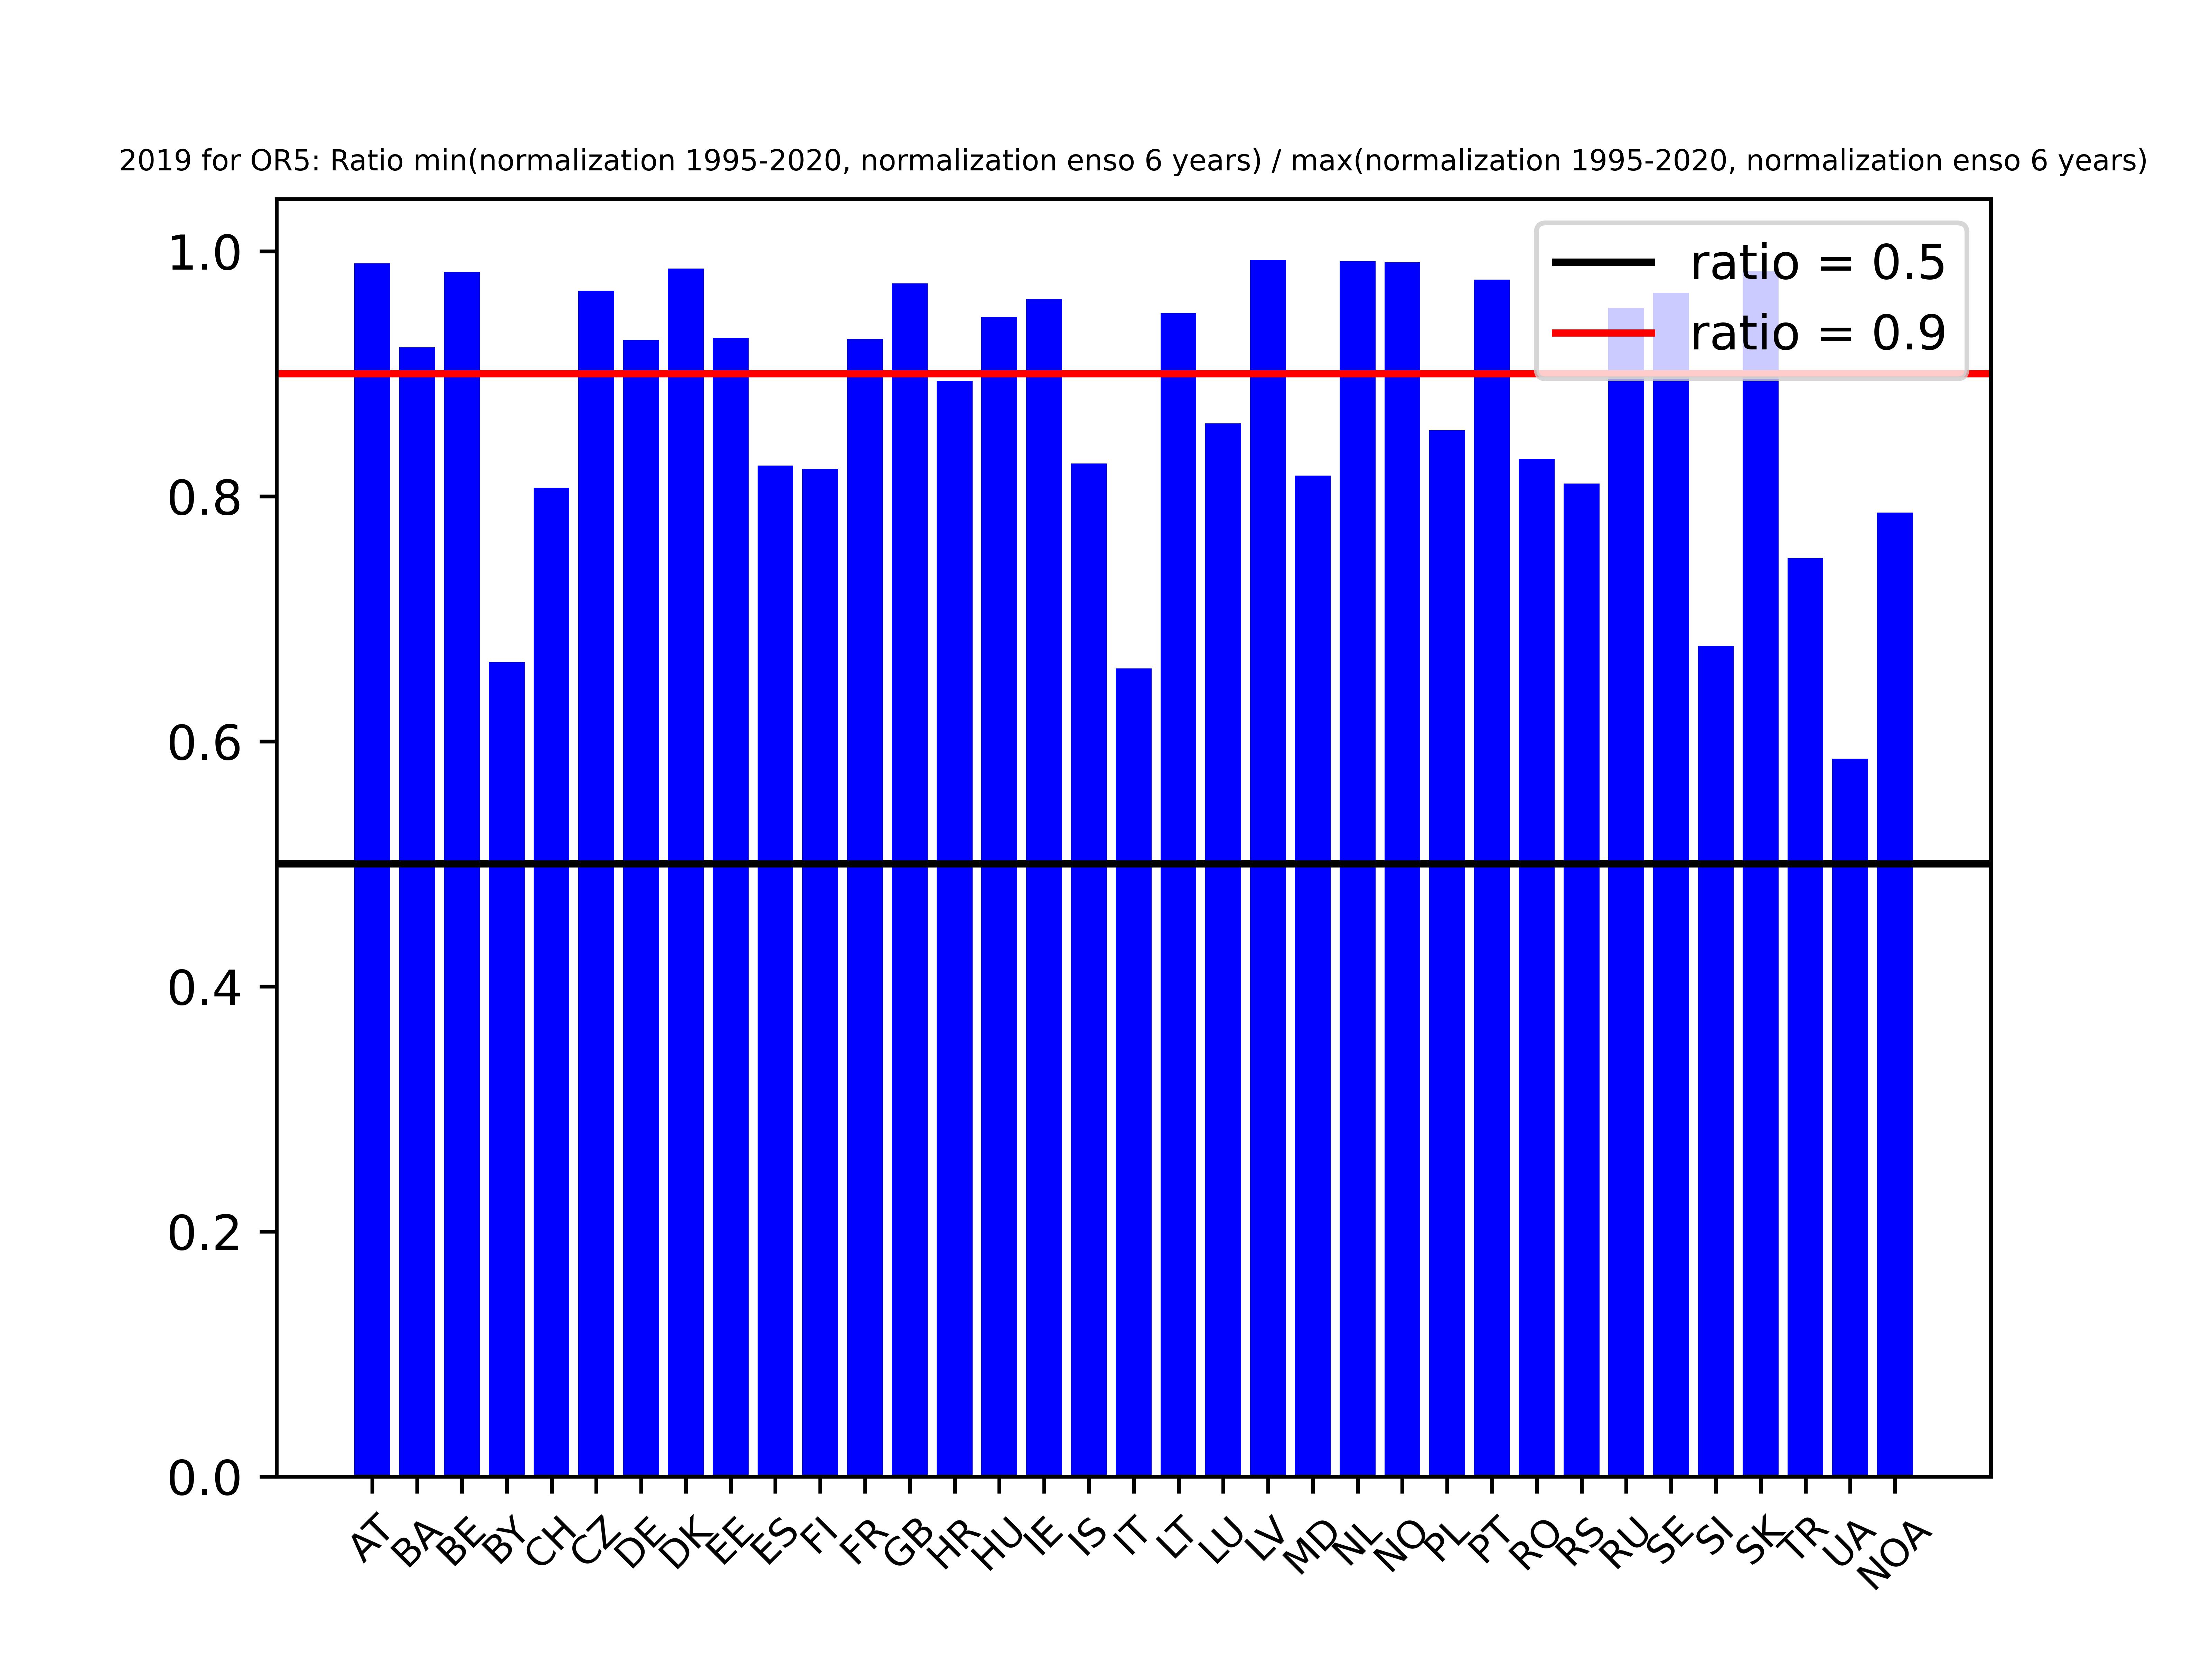 2019 for OR5: Ratio min(normalization 1995-2020, normalization enso 6 years) / max(normalization 1995-2020, normalization enso 6 years)
ratio = 0.5
ratio = 0.9
1.0
0.8
0.6
0.4
0.2
0.0
AT BA BE BY CH CZ DE DK EE ES FI FR GB HR HU IE IS IT LT LU LV MD NL NO PL PT RO RS RU SE SI SK TR UA NOA